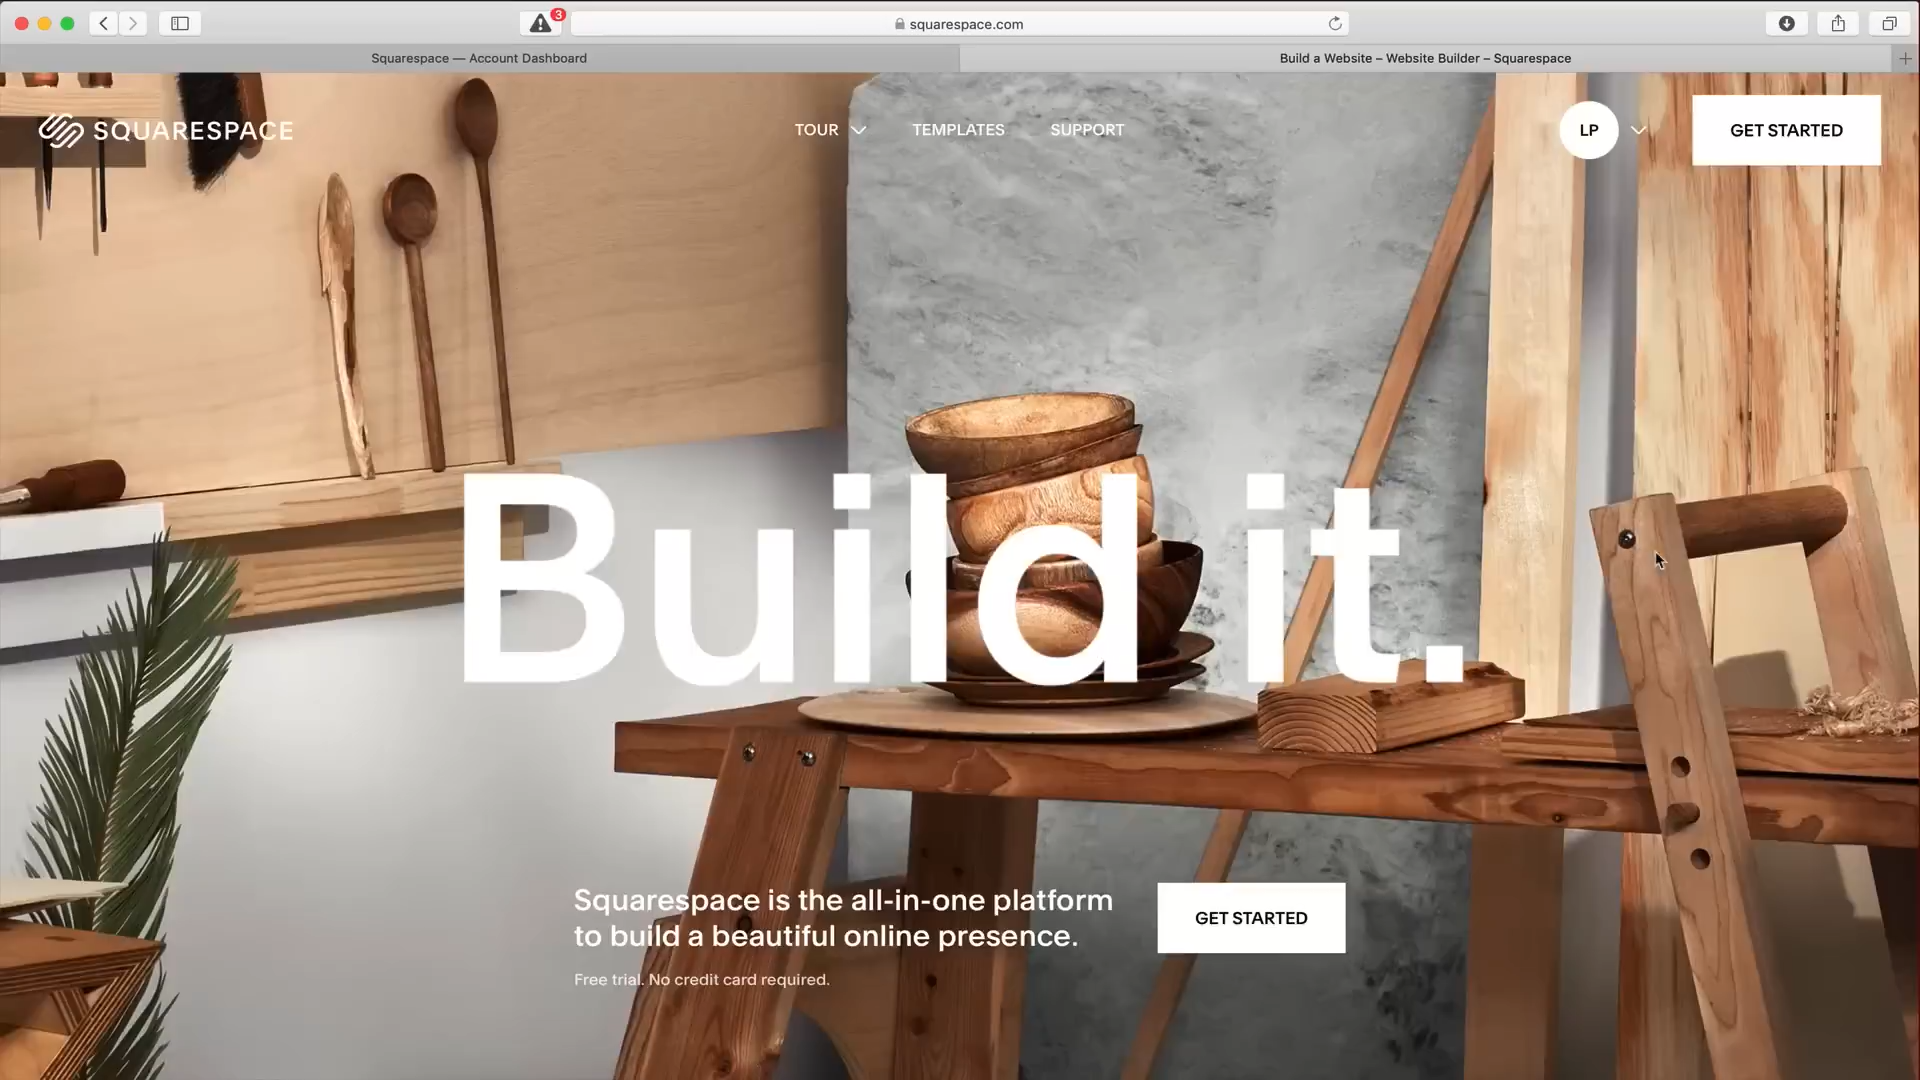 3
squarespace.com
Squarespace — Account Dashboard
Build a Website – Website Builder – Squarespace
SQUARESPACE
TOUR
TEMPLATES
SUPPORT
LP
GET STARTED
Build it.
Squarespace is the all-in-one platform
to build a beautiful online presence.
GET STARTED
Free trial. No credit card required.